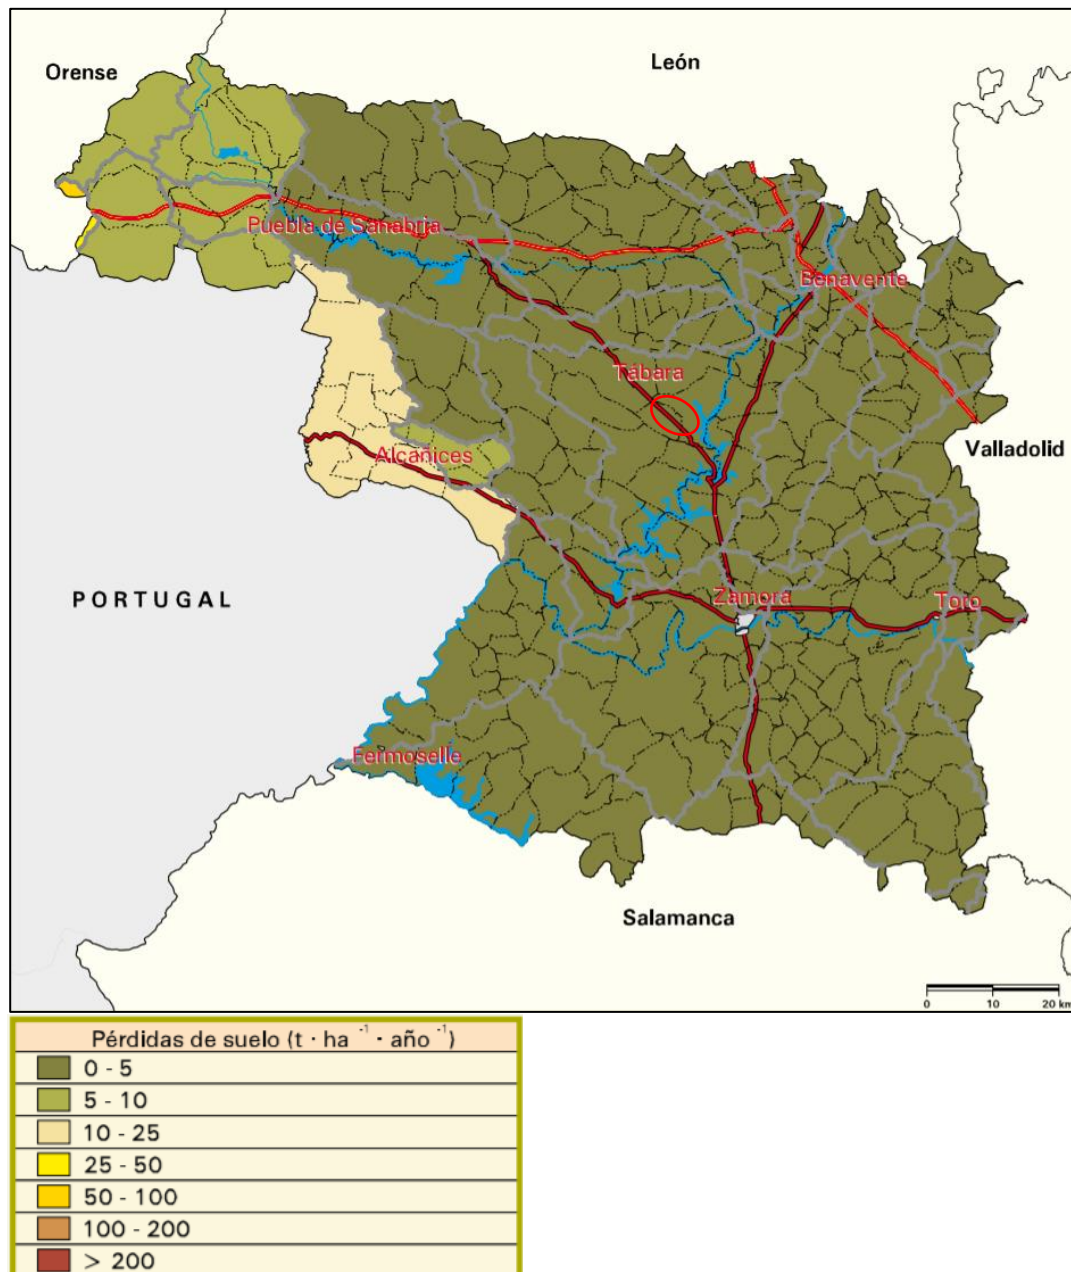 León
Orense
Puebla de Sanabria
Benavente
Tábara
Valladolid
Alcañices
PORTUGAL
Zamora
Toro
Fermoselle
Salamanca
0 10 20 km
Pérdidas de suelo (t · ha ⁻¹ · año ⁻¹)
0 - 5
5 - 10
10 - 25
25 - 50
50 - 100
100 - 200
> 200